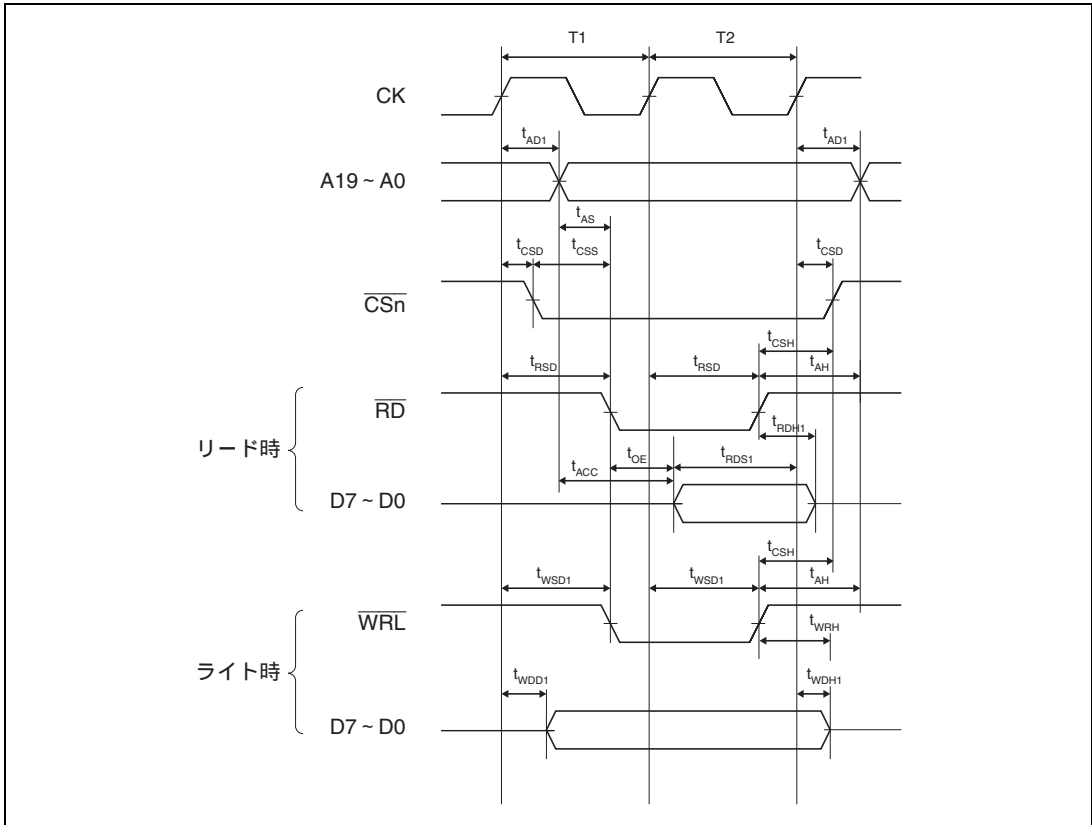 T1 T2
CK
tAD1 tAD1
A19 ~ A0
tAS
tCSD tCSS tCSD
CSn
tCSH
tRSD tRSD tAH
RD
tRDH1
リード時
tOE tRDS1
tACC
D7 ~ D0
tCSH
tWSD1 tWSD1 tAH
WRL
tWRH
ライト時
tWDD1 tWDH1
D7 ~ D0